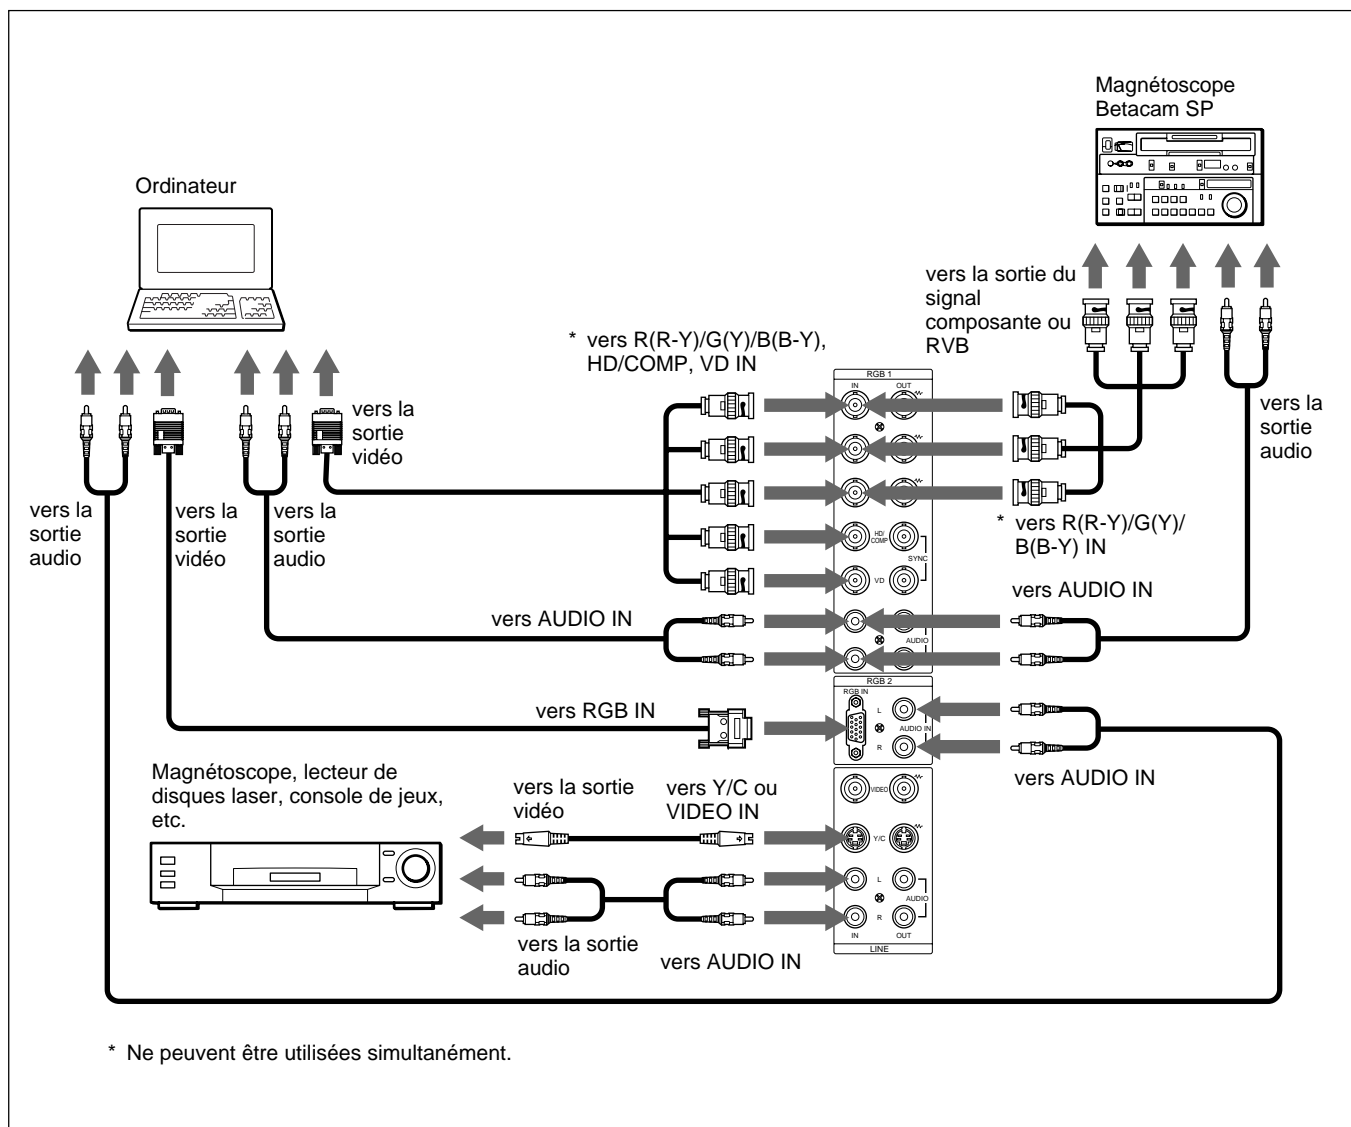 Magnétoscope
Betacam SP
Ordinateur
vers la sortie du
signal
composante ou
RVB
* vers R(R-Y)/G(Y)/B(B-Y),
HD/COMP, VD IN
vers la
sortie
vidéo
vers la
sortie
audio
vers la
sortie
audio
vers la
sortie
vidéo
vers la
sortie
audio
* vers R(R-Y)/G(Y)/
B(B-Y) IN
RGB 1
IN
OUT
HD/
COMP
SYNC
VD
AUDIO
vers AUDIO IN
vers AUDIO IN
RGB 2
RGB IN
L
AUDIO IN
R
vers RGB IN
vers AUDIO IN
Magnétoscope, lecteur de
disques laser, console de jeux,
etc.
vers la sortie
vidéo
vers Y/C ou
VIDEO IN
VIDEO
Y/C
L
AUDIO
R
IN
OUT
LINE
vers la sortie
audio
vers AUDIO IN
* Ne peuvent être utilisées simultanément.